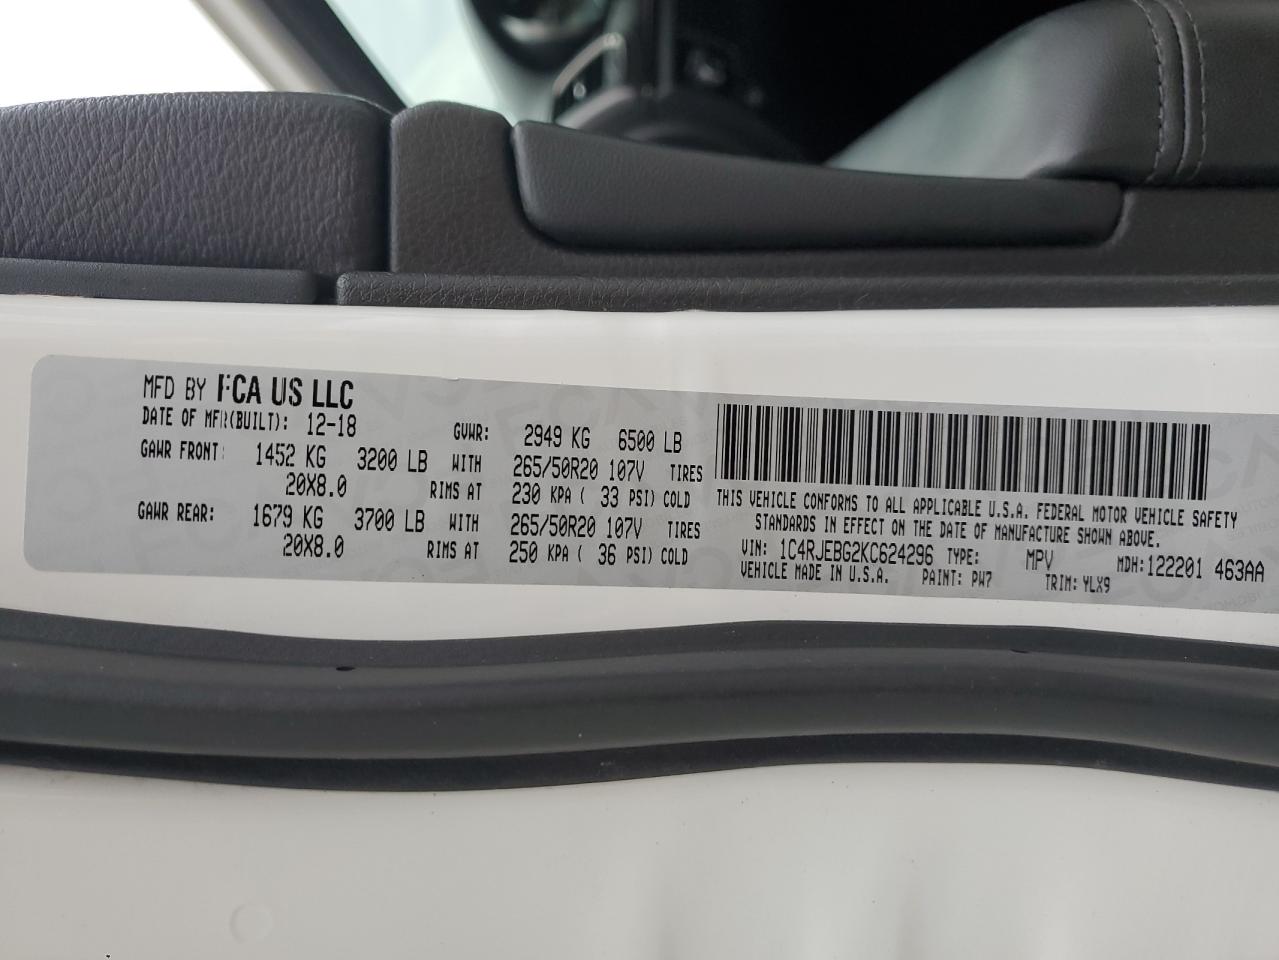 MFD BY FCA US LLC
DATE OF MFR(BUILT): 12-18 GVWR: 2949 KG 6500 LB
GAWR FRONT: 1452 KG 3200 LB WITH 265/50R20 107V TIRES
20X8.0 RIMS AT 230 KPA ( 33 PSI) COLD
GAWR REAR: 1679 KG 3700 LB WITH 265/50R20 107V TIRES
20X8.0 RIMS AT 250 KPA ( 36 PSI) COLD
THIS VEHICLE CONFORMS TO ALL APPLICABLE U.S.A. FEDERAL MOTOR VEHICLE SAFETY
STANDARDS IN EFFECT ON THE DATE OF MANUFACTURE SHOWN ABOVE.
VIN: 1C4RJEBG2KC624296 TYPE: MPV MDH:122201 463AA
VEHICLE MADE IN U.S.A. PAINT: PW7 TRIM: YLX9